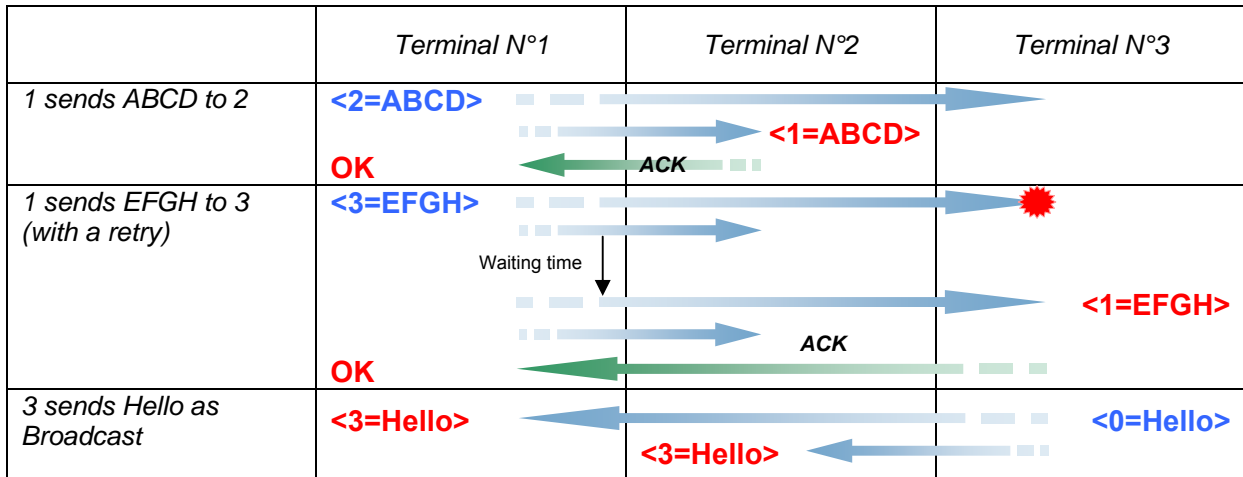 Terminal N°1 Terminal N°2 Terminal N°3
1 sends ABCD to 2 <2=ABCD>
<1=ABCD>
OK ACK
1 sends EFGH to 3 <3=EFGH>
(with a retry)
Waiting time
<1=EFGH>
ACK
OK
3 sends Hello as
Broadcast
<3=Hello> <0=Hello>
<3=Hello>